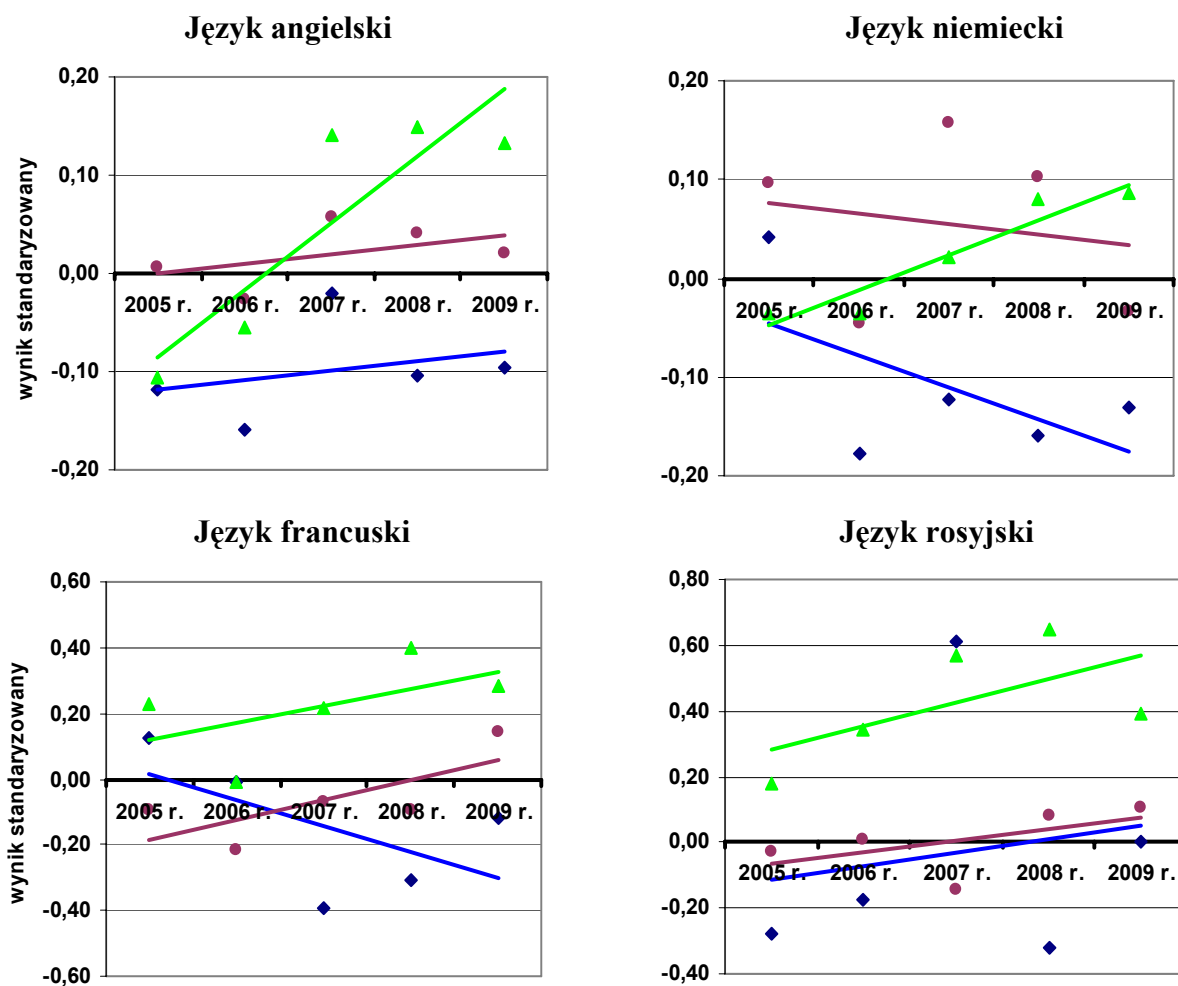 Język angielski
0,20
0,10
0,00
-0,10
-0,20
wynik standaryzowany
2005 r. 2006 r. 2007 r. 2008 r. 2009 r.
Język niemiecki
0,20
0,10
0,00
-0,10
-0,20
2005 r. 2006 r. 2007 r. 2008 r. 2009 r.
Język francuski
0,60
0,40
0,20
0,00
-0,20
-0,40
-0,60
wynik standaryzowany
2005 r. 2006 r. 2007 r. 2008 r. 2009 r.
Język rosyjski
0,80
0,60
0,40
0,20
0,00
-0,20
-0,40
2005 r. 2006 r. 2007 r. 2008 r. 2009 r.